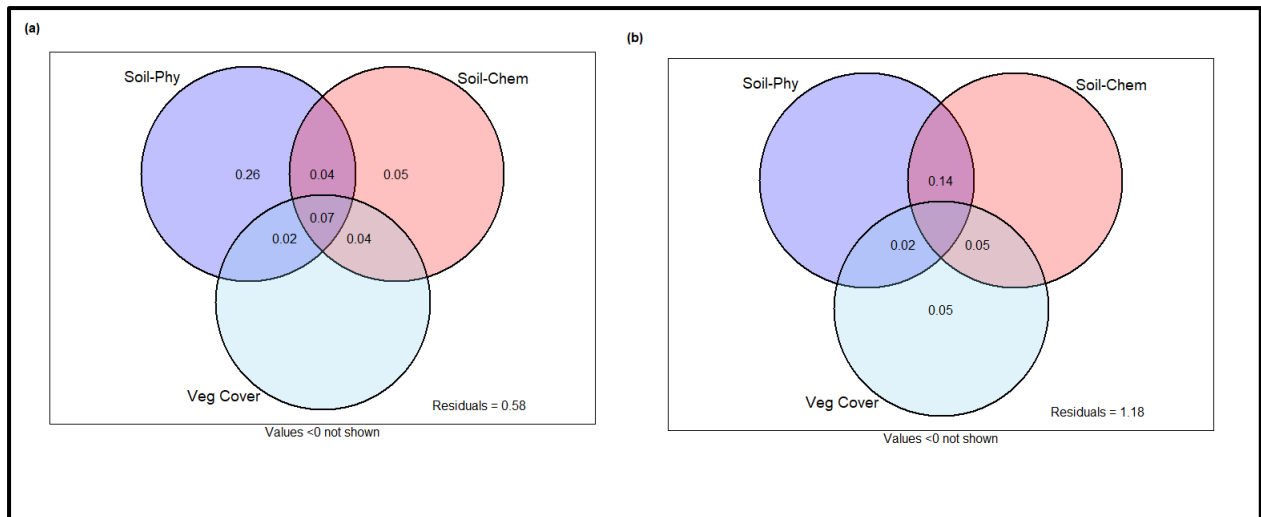 (a)
Soil-Phy
Soil-Chem
0.26
0.04
0.05
0.07
0.02
0.04
Veg Cover
Residuals = 0.58
Values <0 not shown
(b)
Soil-Phy
Soil-Chem
0.14
0.02
0.05
0.05
Veg Cover
Residuals = 1.18
Values <0 not shown